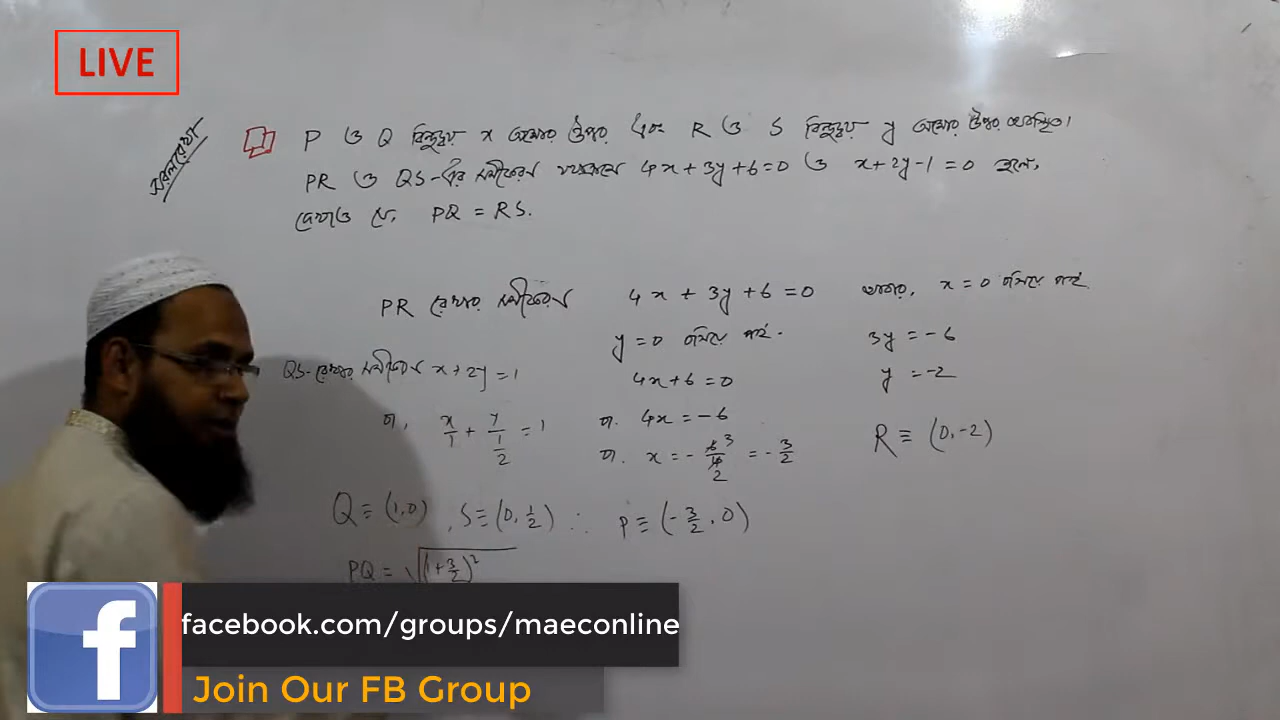 LIVE
সরলরেখা
P ও Q বিন্দুদ্বয় x অক্ষের উপর এবং R ও S বিন্দুদ্বয় y অক্ষের উপর অবস্থিত।
PR ও QS-এর সমীকরণ যথাক্রমে 4x+3y+6=0 ও x+2y-1=0 হলে,
দেখাও যে, PQ = RS.
PR রেখার সমীকরণ 4x + 3y + 6 = 0 আবার, x = 0 বসিয়ে পাই
y = 0 বসিয়ে পাই. 3y = -6
QS-রেখার সমীকরণ x + 2y = 1 4x+6 = 0 y = -2
বা, x/1 + y/(1/2) = 1 বা. 4x = -6
বা. x = - 6/4 3/2 = - 3/2 R ≡ (0, -2)
Q ≡ (1,0) , S ≡ (0, 1/2) ∴ P ≡ (- 3/2 , 0)
PQ = √(1+3/2)²
facebook.com/groups/maeconline
Join Our FB Group